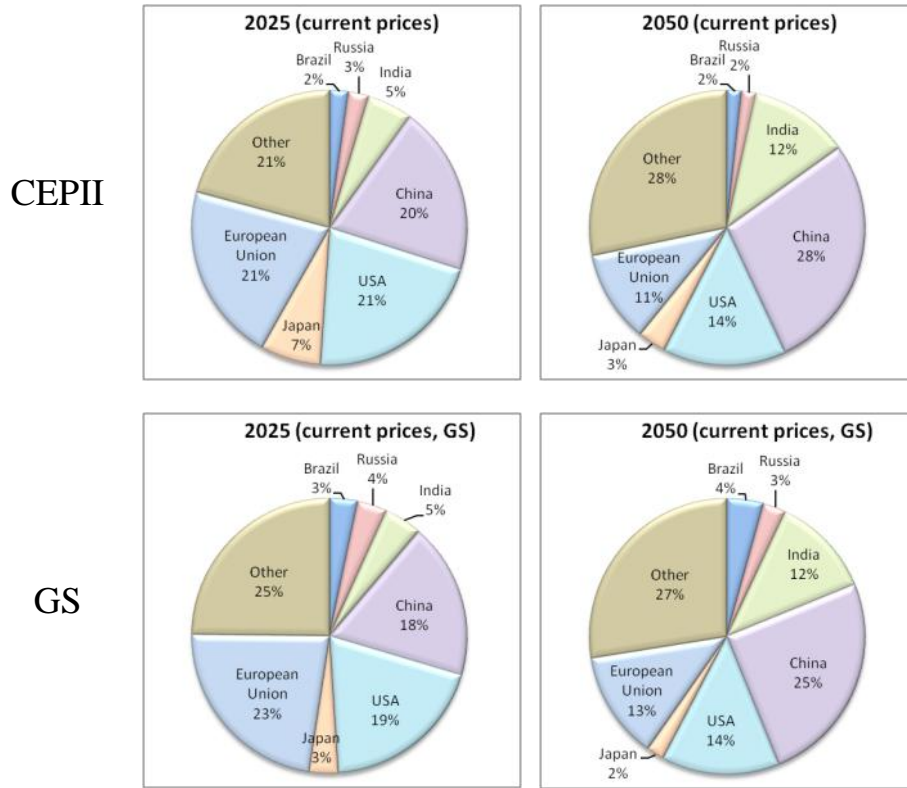 CEPII
2025 (current prices)
Brazil
2%
Russia
3%
India
5%
China
20%
USA
21%
Japan
7%
European
Union
21%
Other
21%
2050 (current prices)
Brazil
2%
Russia
2%
India
12%
China
28%
USA
14%
Japan
3%
European
Union
11%
Other
28%
GS
2025 (current prices, GS)
Brazil
3%
Russia
4%
India
5%
China
18%
USA
19%
Japan
3%
European
Union
23%
Other
25%
2050 (current prices, GS)
Brazil
4%
Russia
3%
India
12%
China
25%
USA
14%
Japan
2%
European
Union
13%
Other
27%